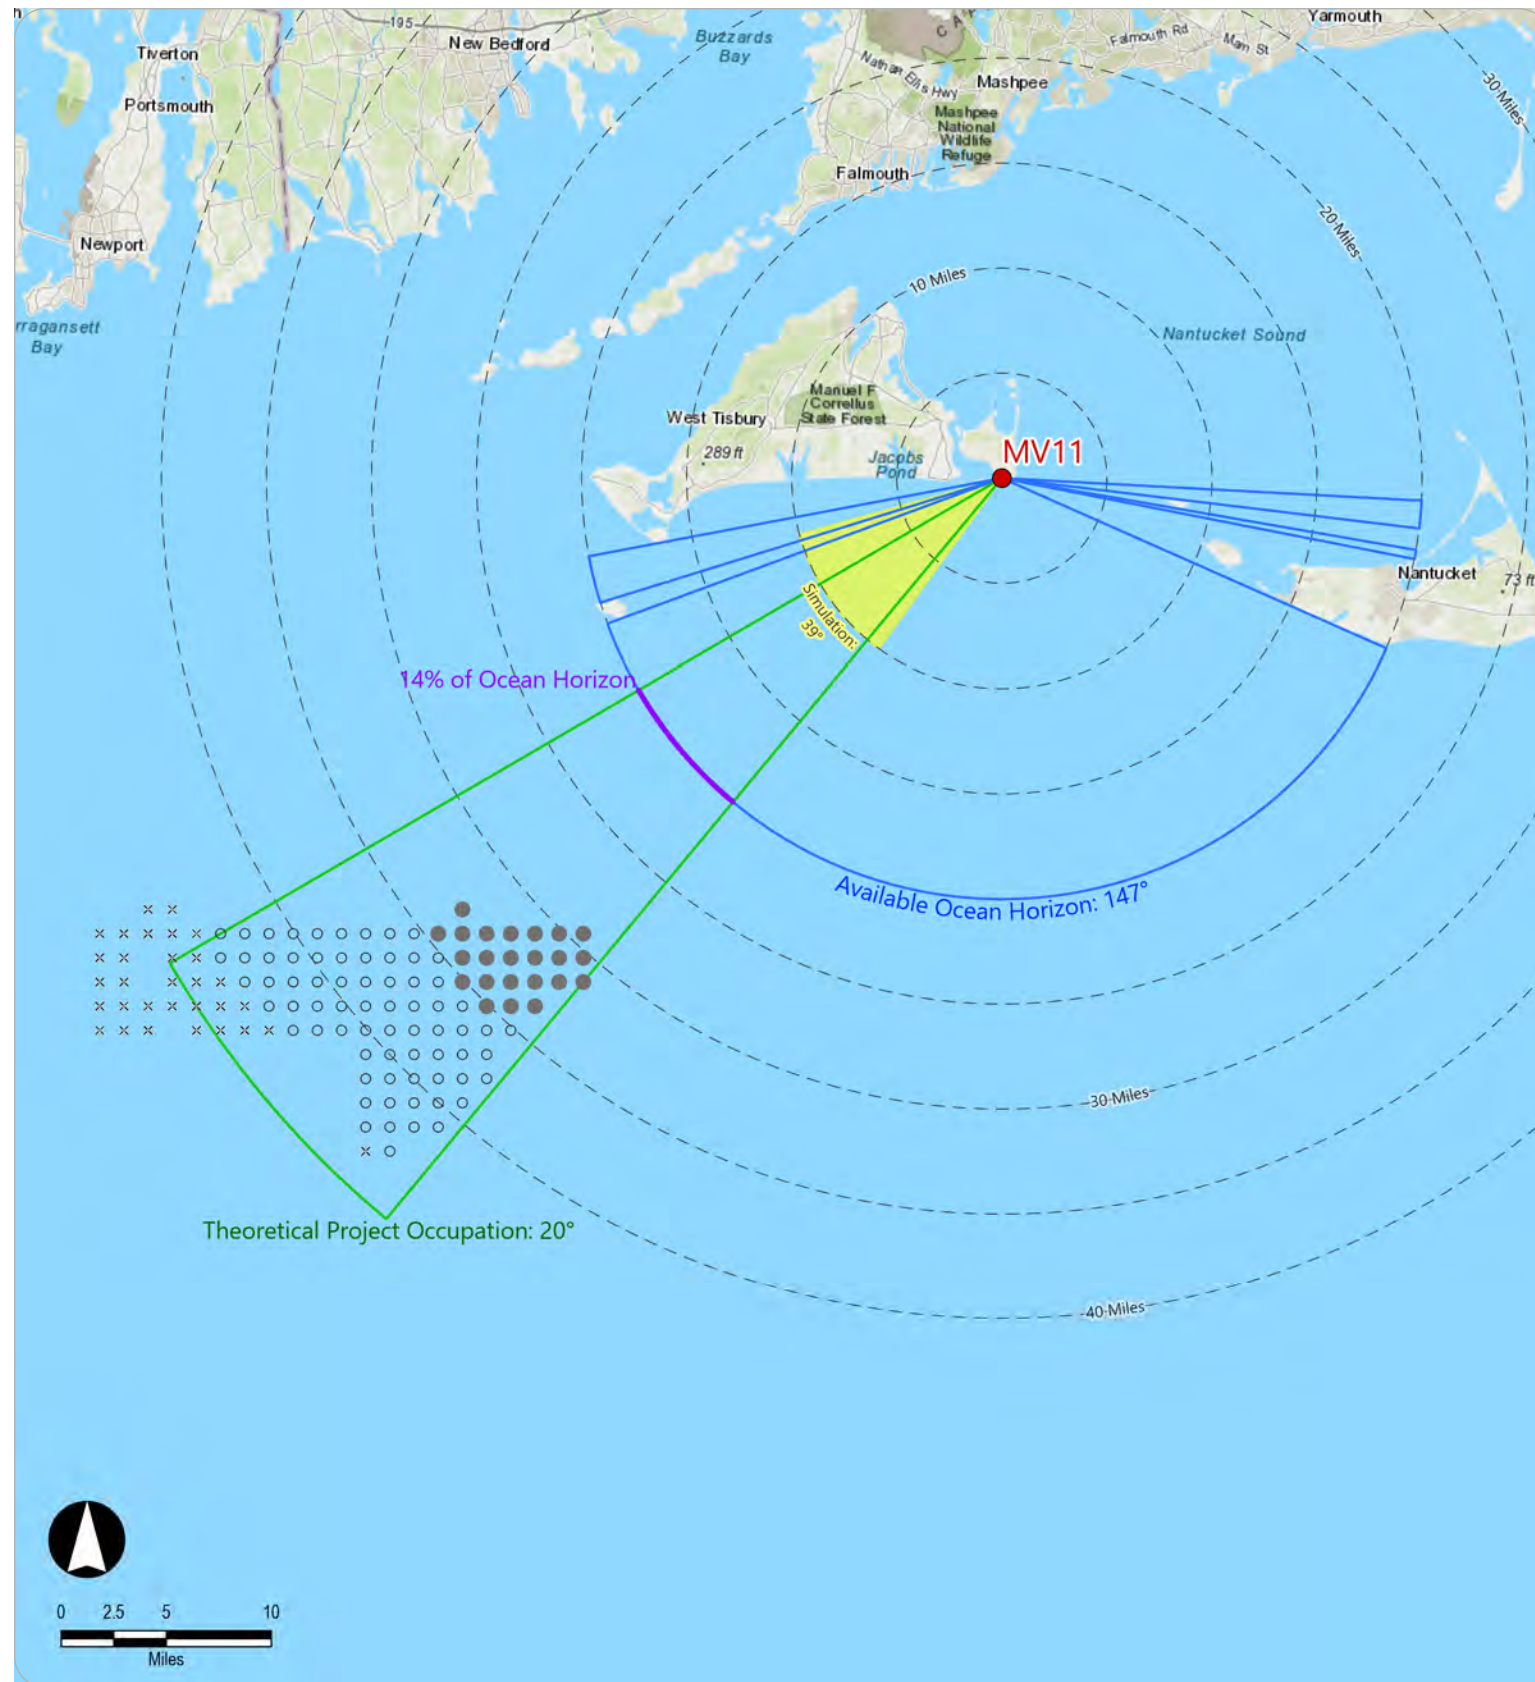 n
195
Tiverton
New Bedford
Buzzards
Bay
Yarmouth
Falmouth Rd
Main St
Nathan Ellis Hwy
Mashpee
30 Miles
Portsmouth
Mashpee
National
Wildlife
Refuge
Falmouth
20 Miles
Newport
10 Miles
rragansett
Bay
Nantucket Sound
Manuel F
Correllus
State Forest
West Tisbury
289 ft
Jacobs
Pond
MV11
Nantucket
73 ft
Simulation:
39°
14% of Ocean Horizon
Available Ocean Horizon: 147°
30 Miles
Theoretical Project Occupation: 20°
40 Miles
0 2.5 5 10
Miles